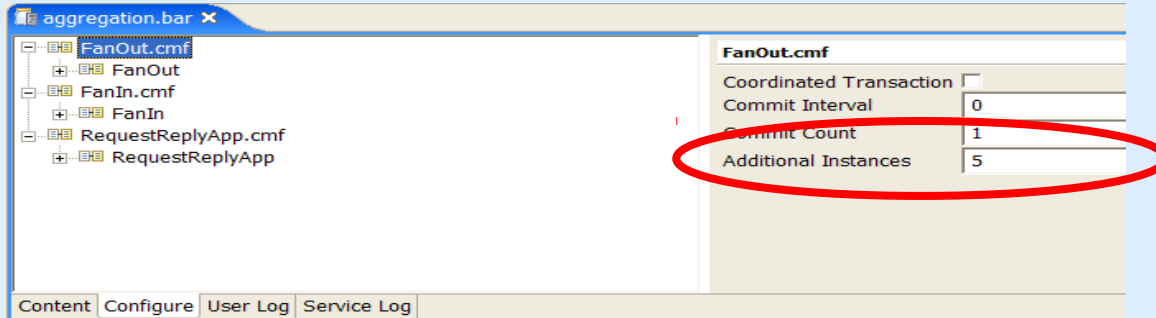 aggregation.bar
FanOut.cmf
FanOut
FanIn.cmf
FanIn
RequestReplyApp.cmf
RequestReplyApp
FanOut.cmf
Coordinated Transaction
Commit Interval 0
Commit Count 1
Additional Instances 5
Content Configure User Log Service Log